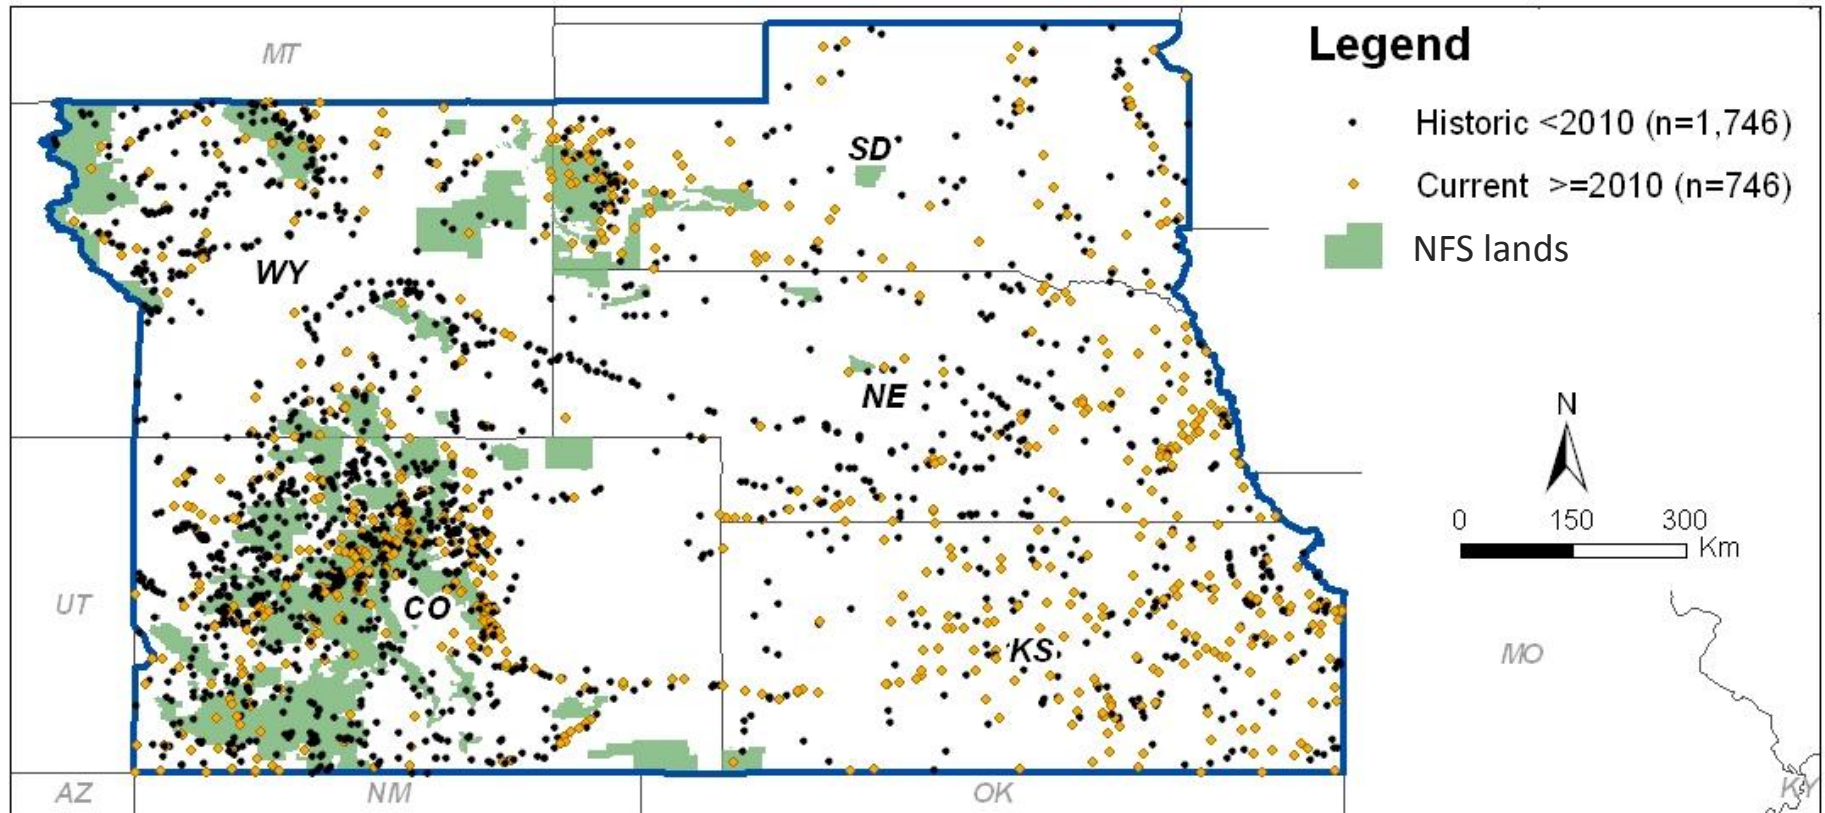 MT
Legend
Historic <2010 (n=1,746)
SD
Current >=2010 (n=746)
NFS lands
WY
NE
N
0 150 300
Km
UT
CO
KS
MO
AZ
NM
OK
KY